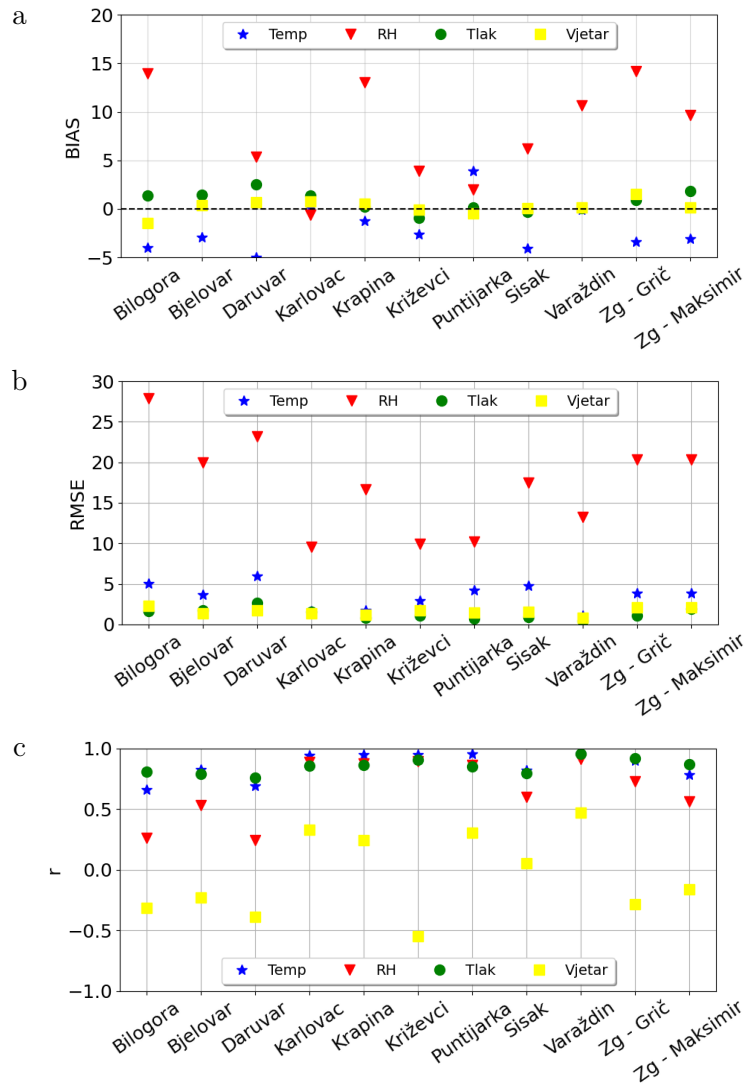 a
20
15
10
5
0
−5
BIAS
Temp RH Tlak Vjetar
Bilogora Bjelovar Daruvar Karlovac Krapina Križevci Puntijarka Sisak Varaždin Zg - Grič Zg - Maksimir
b
30
25
20
15
10
5
0
RMSE
Temp RH Tlak Vjetar
Bilogora Bjelovar Daruvar Karlovac Krapina Križevci Puntijarka Sisak Varaždin Zg - Grič Zg - Maksimir
c
1.0
0.5
0.0
−0.5
−1.0
r
Temp RH Tlak Vjetar
Bilogora Bjelovar Daruvar Karlovac Krapina Križevci Puntijarka Sisak Varaždin Zg - Grič Zg - Maksimir